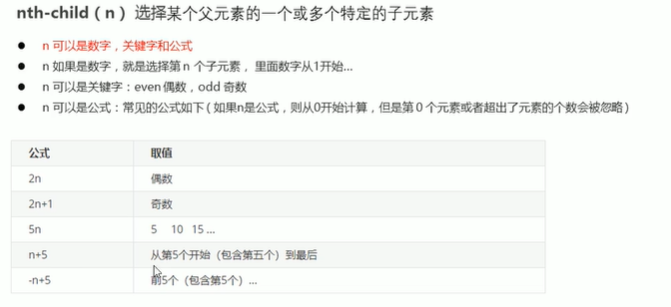 nth-child（n）选择某个父元素的一个或多个特定的子元素
● n 可以是数字，关键字和公式
● n 如果是数字，就是选择第 n 个子元素，里面数字从1开始...
● n 可以是关键字：even 偶数，odd 奇数
● n 可以是公式：常见的公式如下 ( 如果n是公式，则从0开始计算，但是第 0 个元素或者超出了元素的个数会被忽略 )
公式 取值
2n 偶数
2n+1 奇数
5n 5 10 15 ...
n+5 从第5个开始（包含第五个）到最后
-n+5 前5个（包含第5个）...